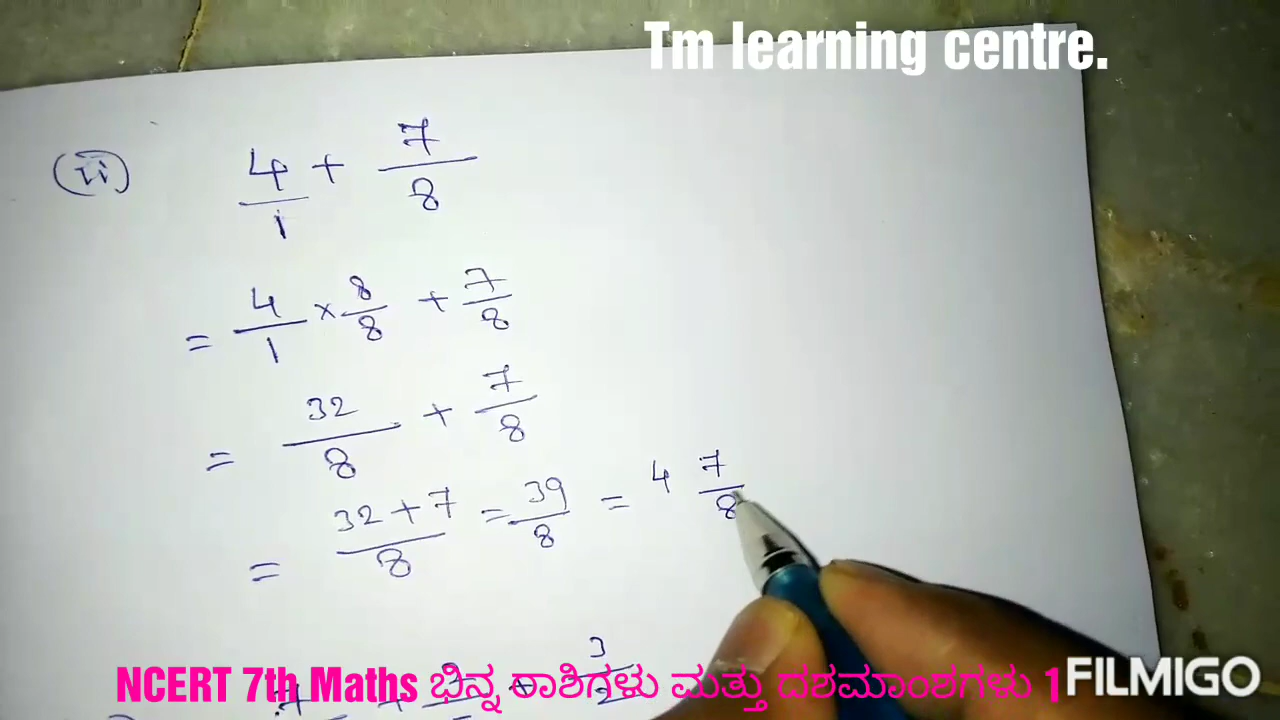 Tm learning centre.
(ii) 4/1 + 7/8
= 4/1 × 8/8 + 7/8
= 32/8 + 7/8
= 32+7/8 = 39/8 = 4 7/8
NCERT 7th Maths ಭಿನ್ನ ರಾಶಿಗಳು ಮತ್ತು ದಶಮಾಂಶಗಳು 1
FILMIGO